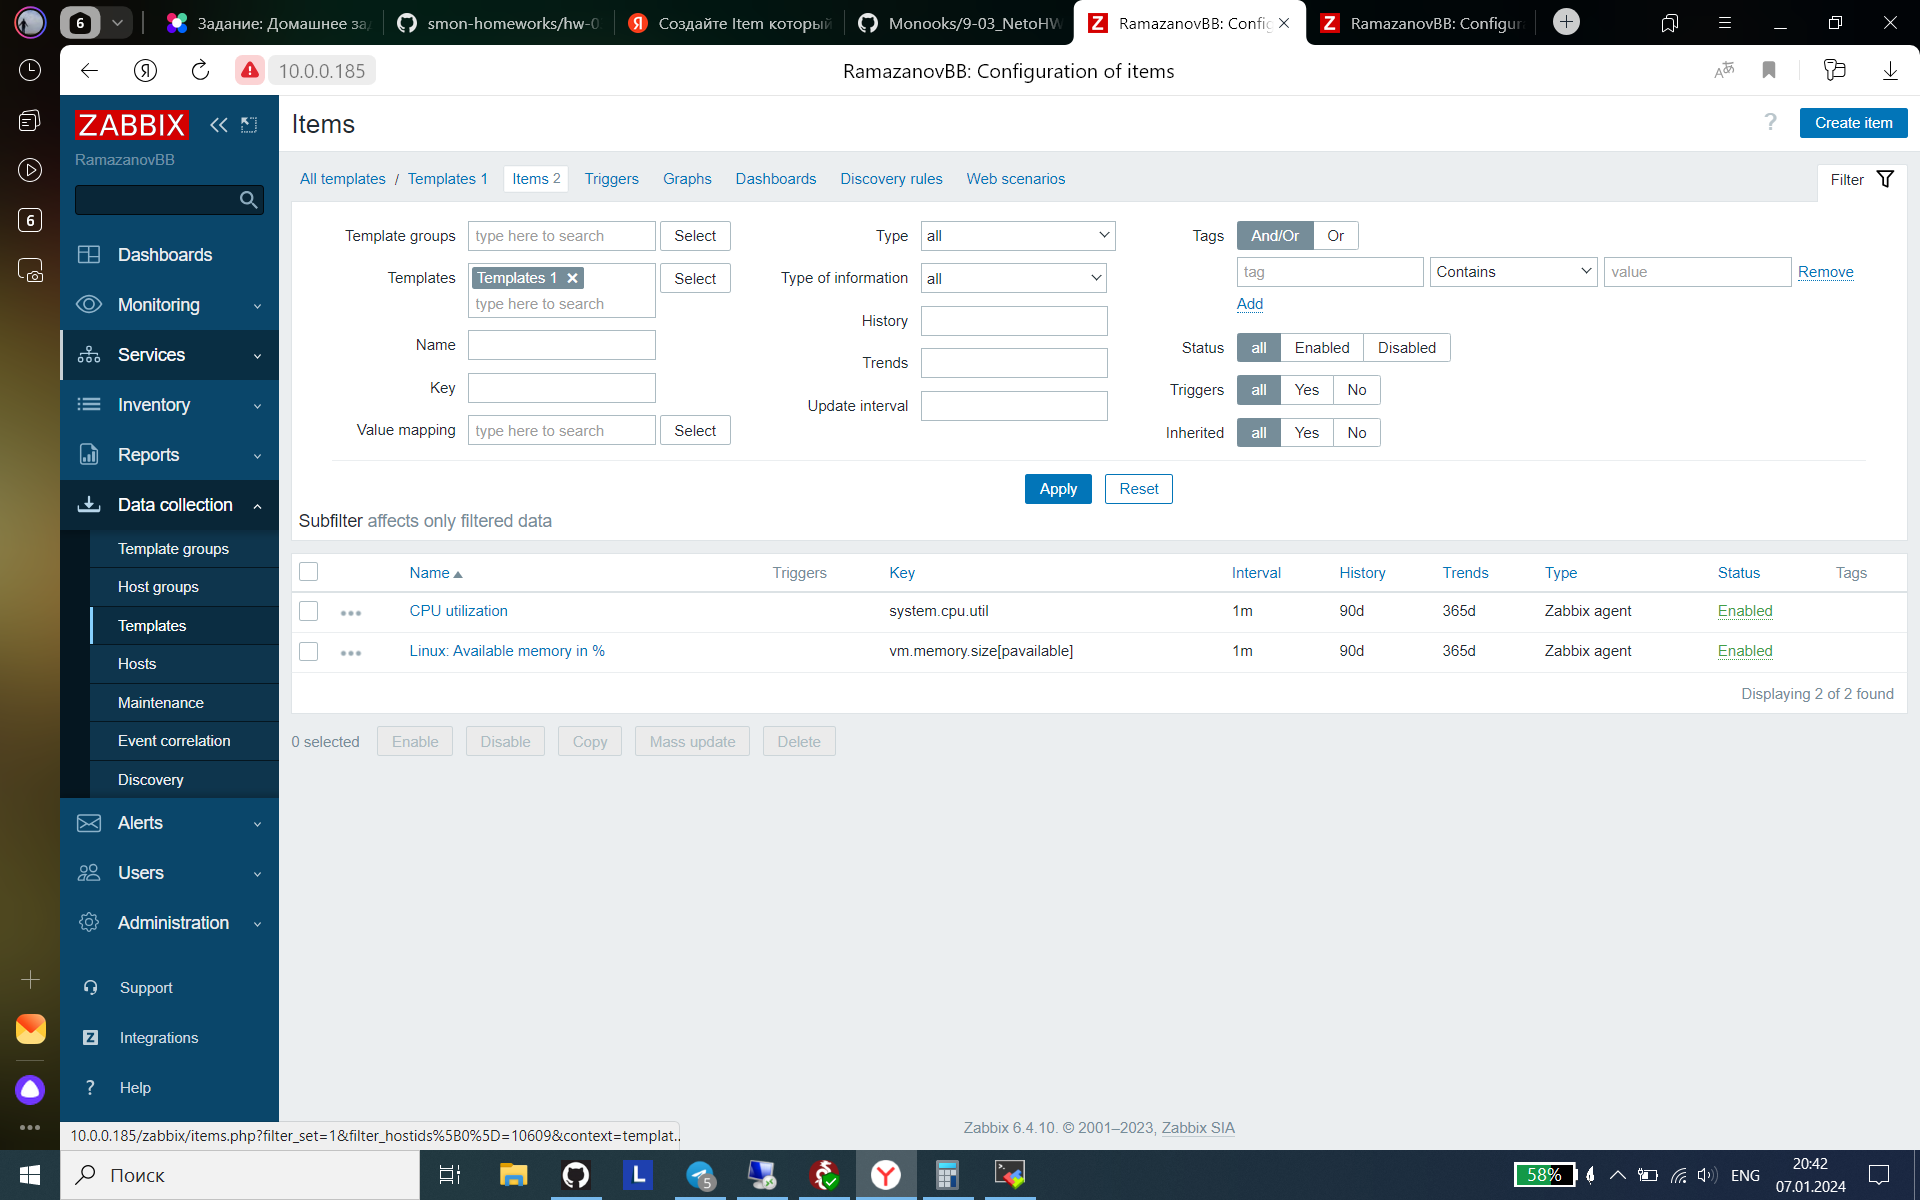 6
Задание: Домашнее за
smon-homeworks/hw-0
Создайте Item который
Monooks/9-03_NetoHW
RamazanovBB: Config
RamazanovBB: Configur
10.0.0.185
RamazanovBB: Configuration of items
6
ZABBIX
RamazanovBB
Dashboards
Monitoring
Services
Inventory
Reports
Data collection
Template groups
Host groups
Templates
Hosts
Maintenance
Event correlation
Discovery
Alerts
Users
Administration
Support
Integrations
Help
Items
? Create item
All templates / Templates 1 Items 2 Triggers Graphs Dashboards Discovery rules Web scenarios
Filter
Template groups type here to search Select
Templates Templates 1 Select
type here to search
Name
Key
Value mapping type here to search Select
Type all
Type of information all
History
Trends
Update interval
Tags And/Or Or
tag Contains value Remove
Add
Status all Enabled Disabled
Triggers all Yes No
Inherited all Yes No
Apply Reset
Subfilter affects only filtered data
Name Triggers Key Interval History Trends Type Status Tags
CPU utilization system.cpu.util 1m 90d 365d Zabbix agent Enabled
Linux: Available memory in % vm.memory.size[pavailable] 1m 90d 365d Zabbix agent Enabled
Displaying 2 of 2 found
0 selected Enable Disable Copy Mass update Delete
Zabbix 6.4.10. © 2001–2023, Zabbix SIA
10.0.0.185/zabbix/items.php?filter_set=1&filter_hostids%5B0%5D=10609&context=templat..
Поиск
L
5
58%
ENG
20:42
07.01.2024